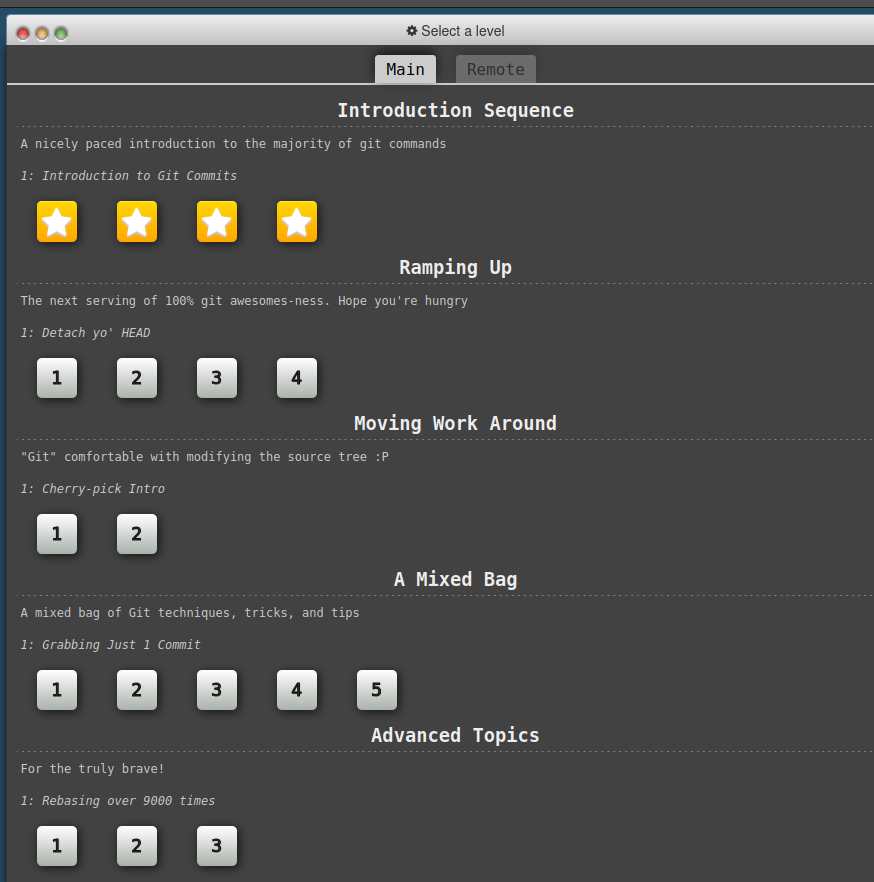 Select a level
Main Remote
Introduction Sequence
A nicely paced introduction to the majority of git commands
1: Introduction to Git Commits
Ramping Up
The next serving of 100% git awesomes-ness. Hope you're hungry
1: Detach yo' HEAD
1 2 3 4
Moving Work Around
"Git" comfortable with modifying the source tree :P
1: Cherry-pick Intro
1 2
A Mixed Bag
A mixed bag of Git techniques, tricks, and tips
1: Grabbing Just 1 Commit
1 2 3 4 5
Advanced Topics
For the truly brave!
1: Rebasing over 9000 times
1 2 3